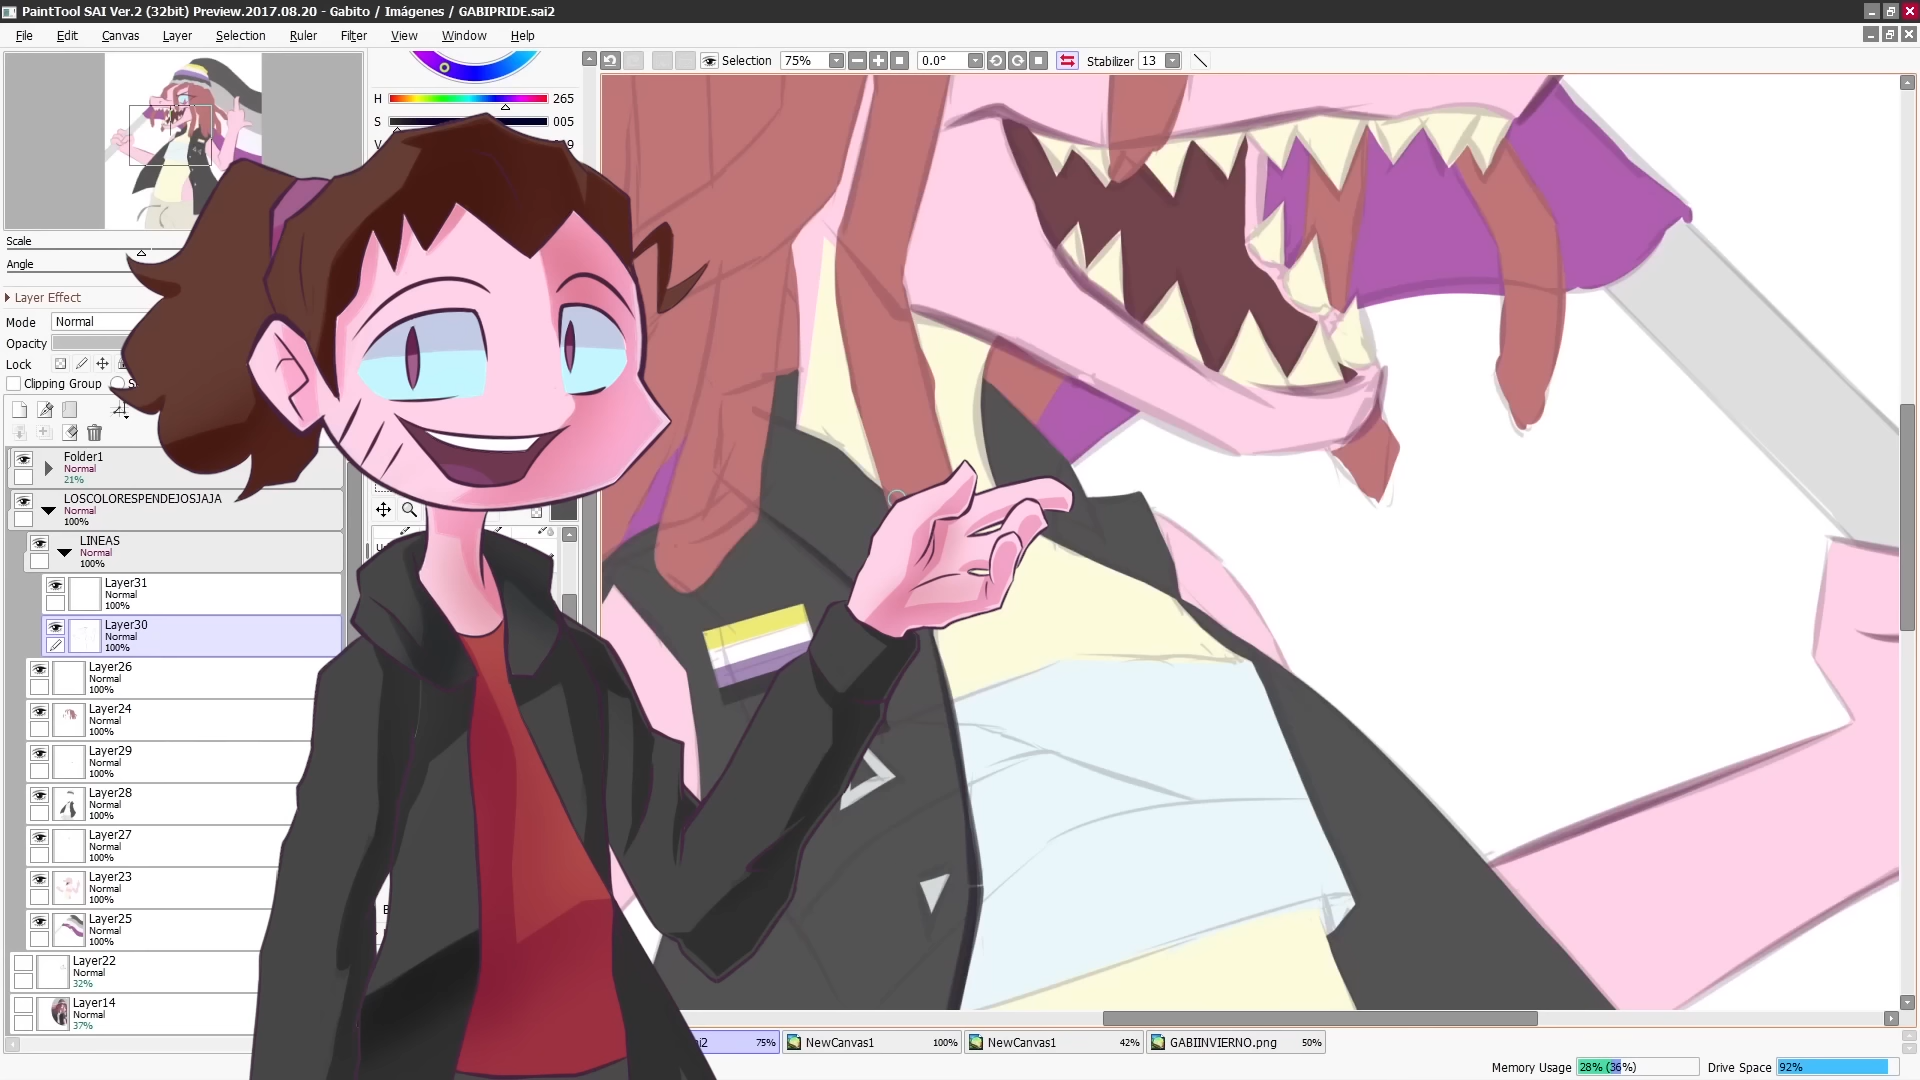 PaintTool SAI Ver.2 (32bit) Preview.2017.08.20 - Gabito / Imágenes / GABIPRIDE.sai2
File Edit Canvas Layer Selection Ruler Filter View Window Help
Selection 75% 0.0° Stabilizer 13
H 265
S 005
V
Scale
Angle
Layer Effect
Mode Normal
Opacity
Lock
Clipping Group
Folder1
Normal
21%
LOSCOLORESPENDEJOSJAJA
Normal
100%
LINEAS
Normal
100%
Layer31
Normal
100%
Layer30
Normal
100%
Layer26
Normal
100%
Layer24
Normal
100%
Layer29
Normal
100%
Layer28
Normal
100%
Layer27
Normal
100%
Layer23
Normal
100%
Layer25
Normal
100%
Layer22
Normal
32%
Layer14
Normal
37%
75% NewCanvas1 100% NewCanvas1 42% GABIINVIERNO.png 50%
Memory Usage 28% (36%) Drive Space 92%